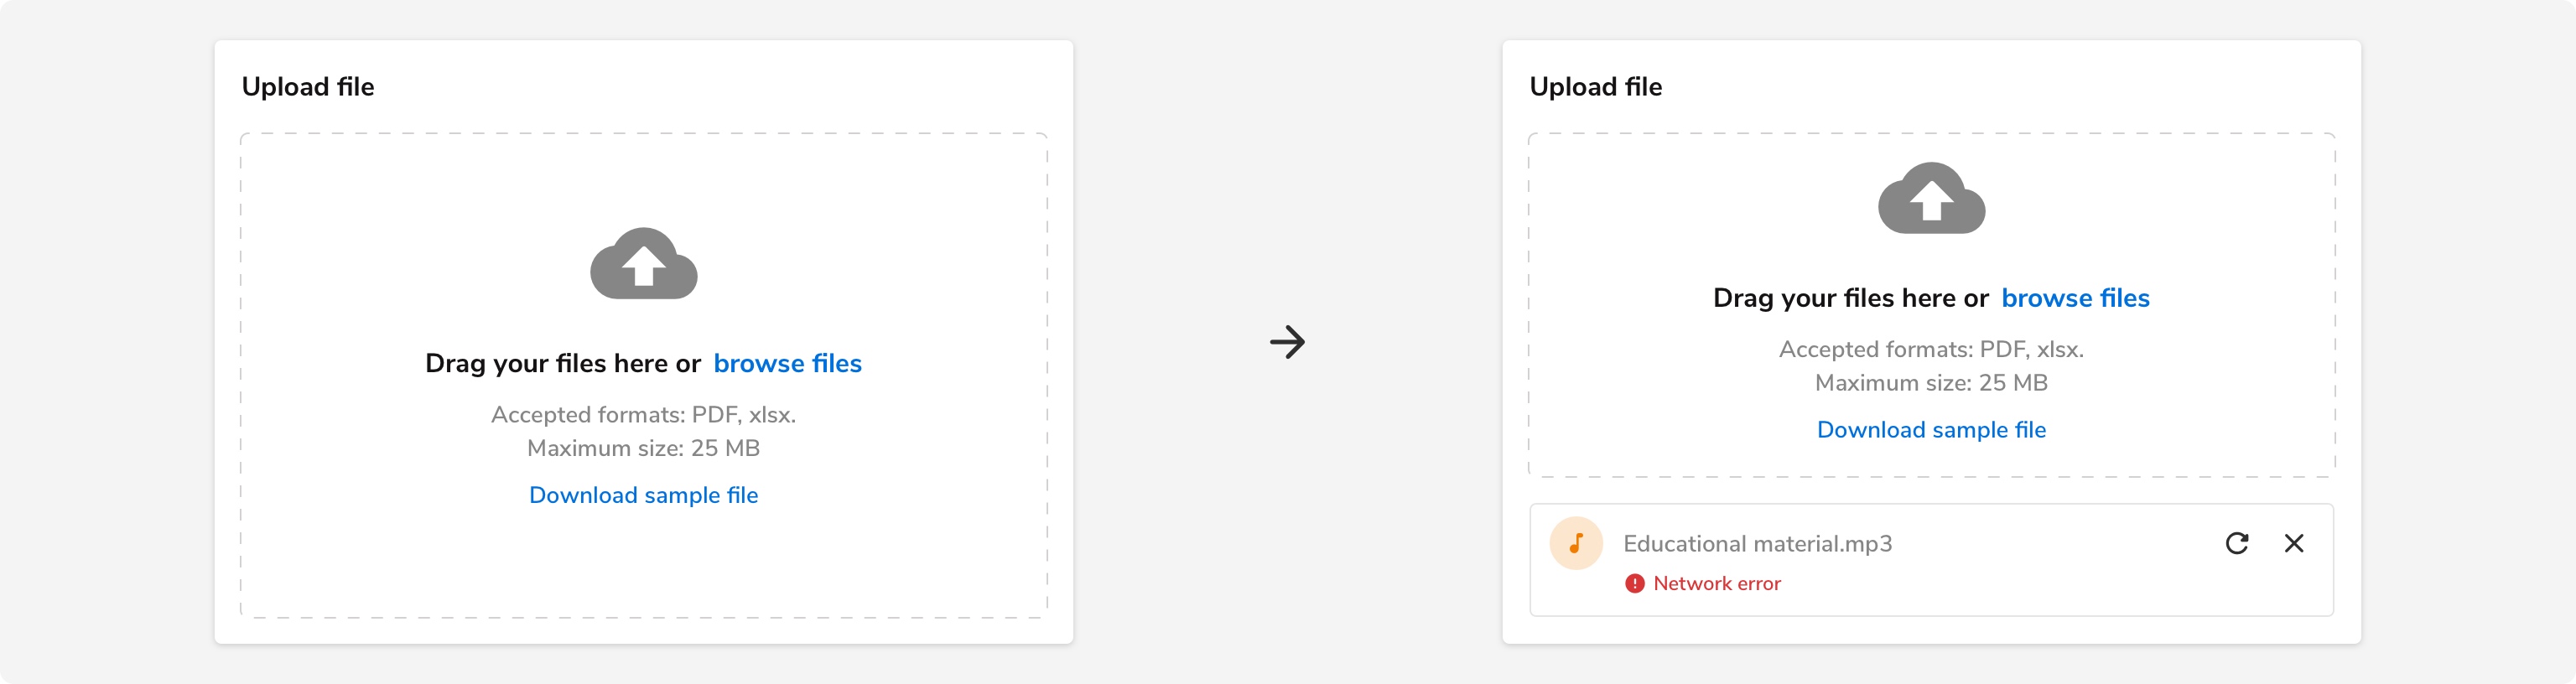 Upload file
Drag your files here or browse files
Accepted formats: PDF, xlsx.
Maximum size: 25 MB
Download sample file
Upload file
Drag your files here or browse files
Accepted formats: PDF, xlsx.
Maximum size: 25 MB
Download sample file
Educational material.mp3
Network error